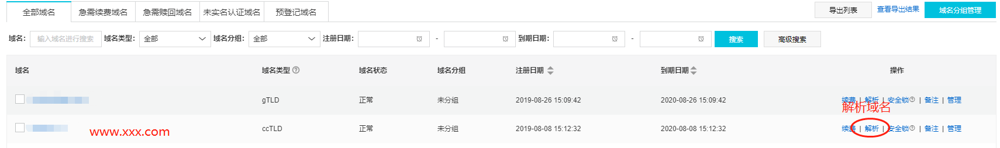 全部域名 急需续费域名 急需赎回域名 未实名认证域名 预登记域名 导出列表 查看导出结果 域名分组管理
域名: 输入域名进行搜索 域名类型: 全部 域名分组: 全部 注册日期: - 到期日期: - 搜索 高级搜索
域名 域名类型 域名状态 域名分组 注册日期 到期日期 操作
gTLD 正常 未分组 2019-08-26 15:09:42 2020-08-26 15:09:42 续费 | 解析 | 安全锁 | 备注 | 管理
解析域名
www.xxx.com ccTLD 正常 未分组 2019-08-08 15:12:32 2020-08-08 15:12:32 续费 | 解析 | 安全锁 | 备注 | 管理